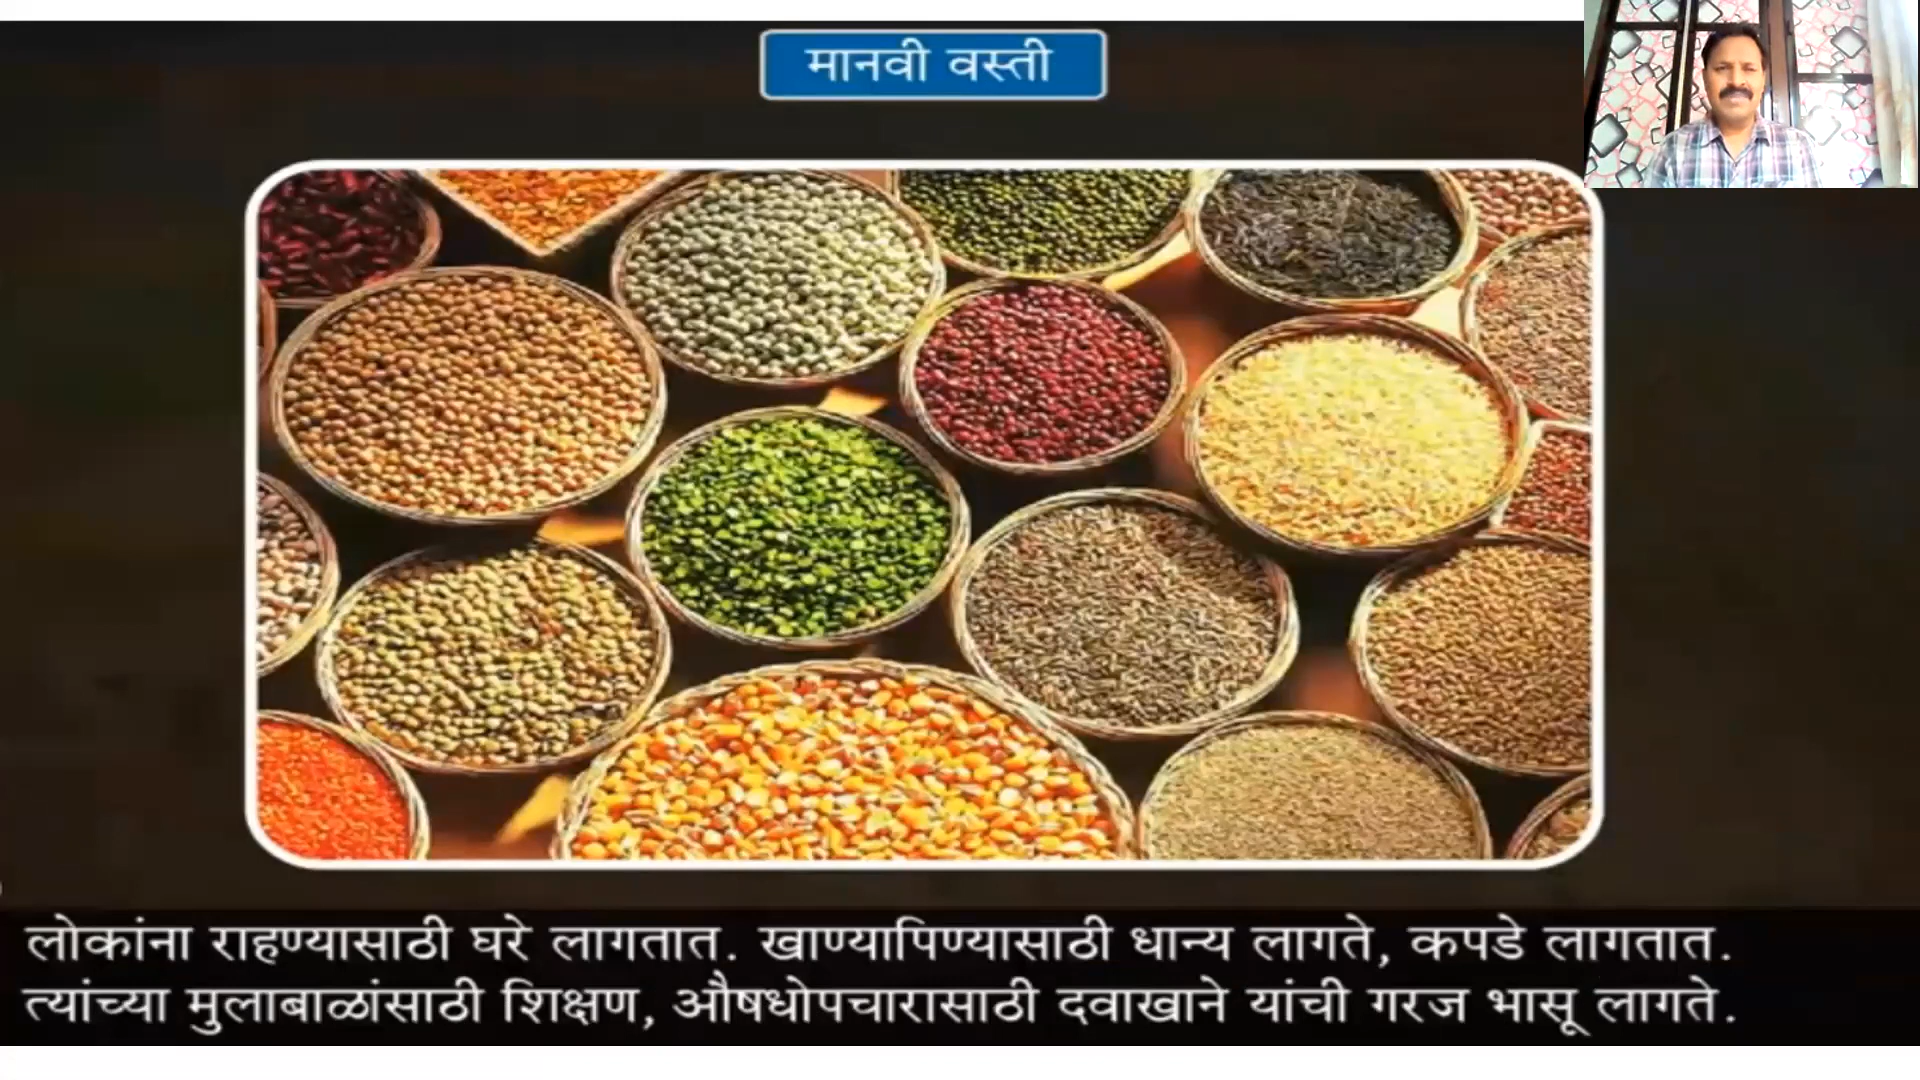 मानवी वस्ती
लोकांना राहण्यासाठी घरे लागतात. खाण्यापिण्यासाठी धान्य लागते, कपडे लागतात.
त्यांच्या मुलाबाळांसाठी शिक्षण, औषधोपचारासाठी दवाखाने यांची गरज भासू लागते.